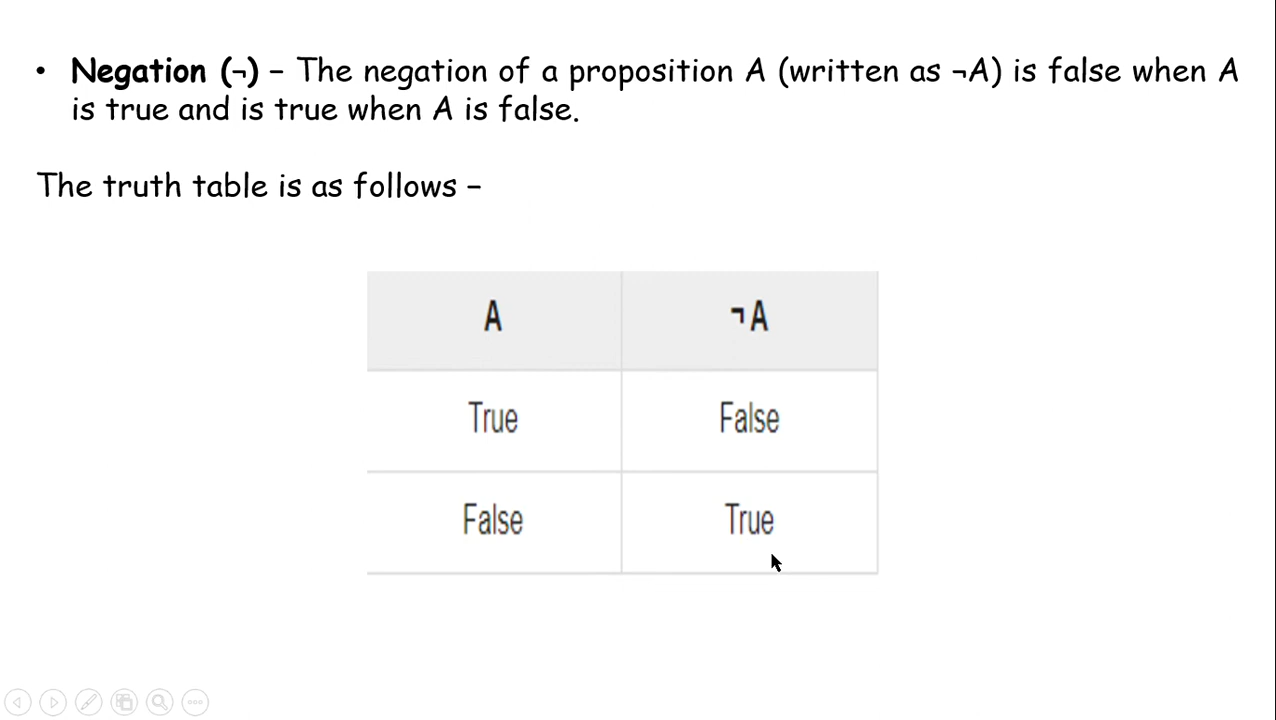 • Negation (¬) – The negation of a proposition A (written as ¬A) is false when A
is true and is true when A is false.
The truth table is as follows –
A ¬ A
True False
False True